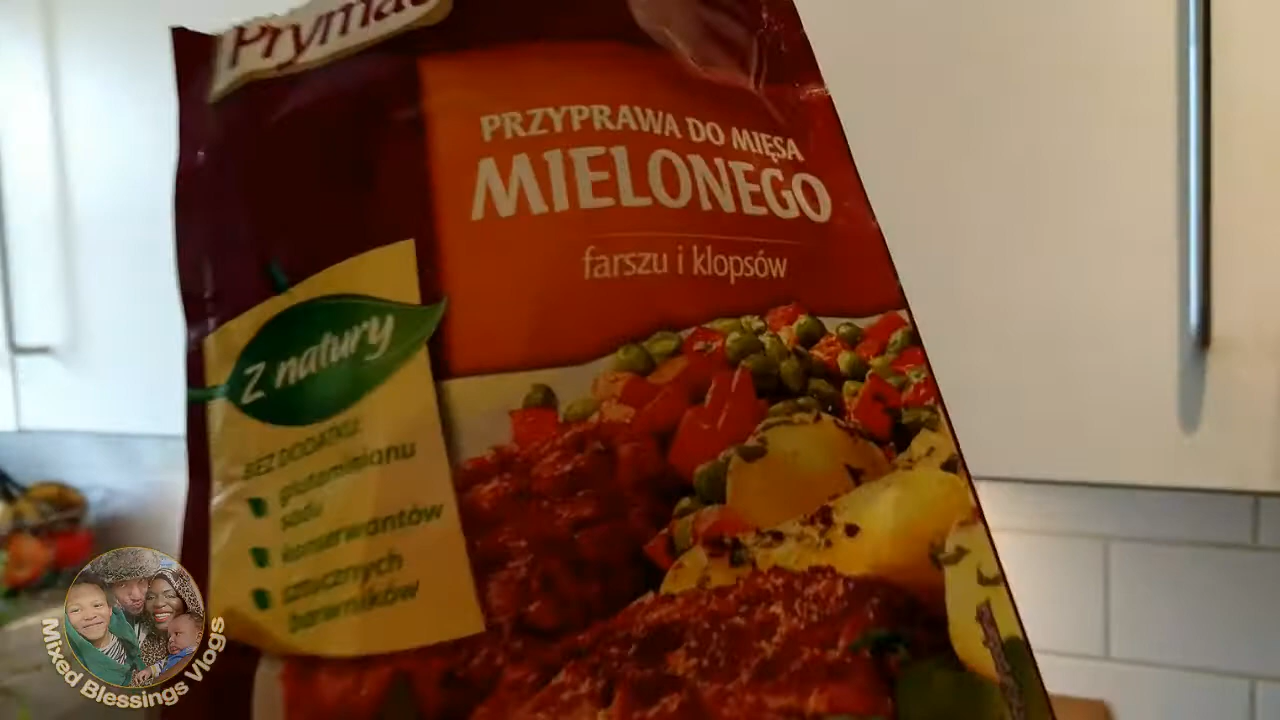 Prymat
PRZYPRAWA DO MIĘSA
MIELONEGO
farszu i klopsów
Z natury
BEZ DODATKU:
glutaminianu
sodu
konserwantów
sztucznych
barwników
Mixed Blessings Vlogs